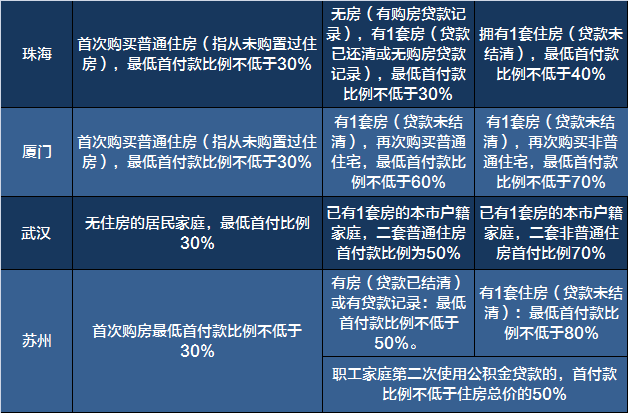 珠海
首次购买普通住房（指从未购置过住
房），最低首付款比例不低于30%
无房（有购房贷款记
录），有1套房（贷款
已还清或无购房贷款
记录），最低首付款
比例不低于30%
拥有1套住房（贷款未
结清），最低首付款
比例不低于40%
厦门
首次购买普通住房（指从未购置过住
房），最低首付款比例不低于30%
有1套房（贷款未结
清），再次购买普通
住宅，最低首付款比
例不低于60%
有1套房（贷款未结
清），再次购买非普
通住宅，最低首付款
比例不低于70%
武汉
无住房的居民家庭，最低首付比例
30%
已有1套房的本市户籍
家庭，二套普通住房
首付款比例为50%
已有1套房的本市户籍
家庭，二套非普通住
房首付比例70%
苏州
首次购房最低首付款比例不低于
30%
有房（贷款已结清）
或有贷款记录：最低
首付款比例不低于
50%。
有1套住房（贷款未结
清）：最低首付款比
例不低于80%
职工家庭第二次使用公积金贷款的，首付款
比例不低于住房总价的50%